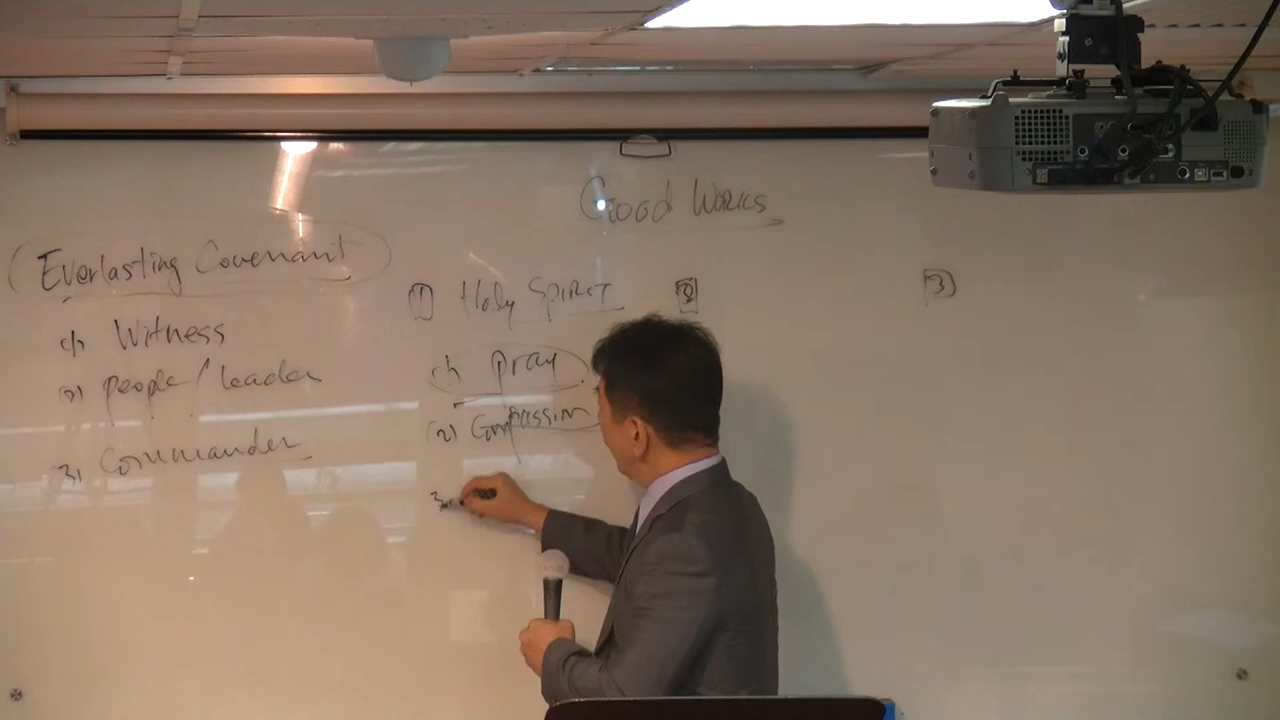 Good Works
(Everlasting Covenant)
1) Witness
2) people / leader
3) Commander
1 Holy SPIRIT
1) pray
(2) Compassion
3
2
3